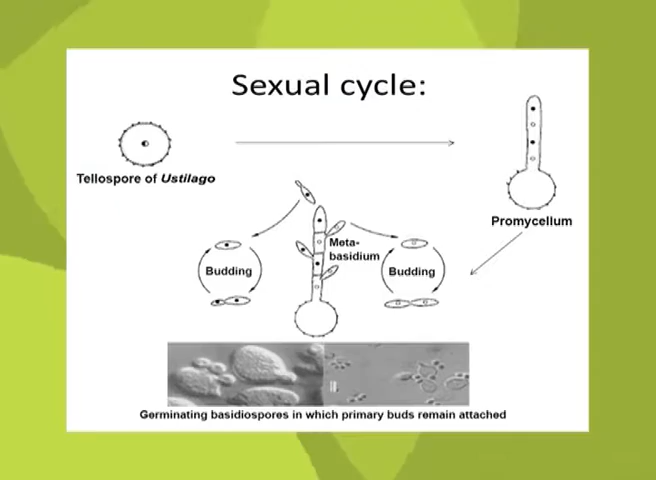 Sexual cycle:
Tellospore of Ustilago
Promycellum
Meta-
basidium
Budding
Budding
Germinating basidiospores in which primary buds remain attached